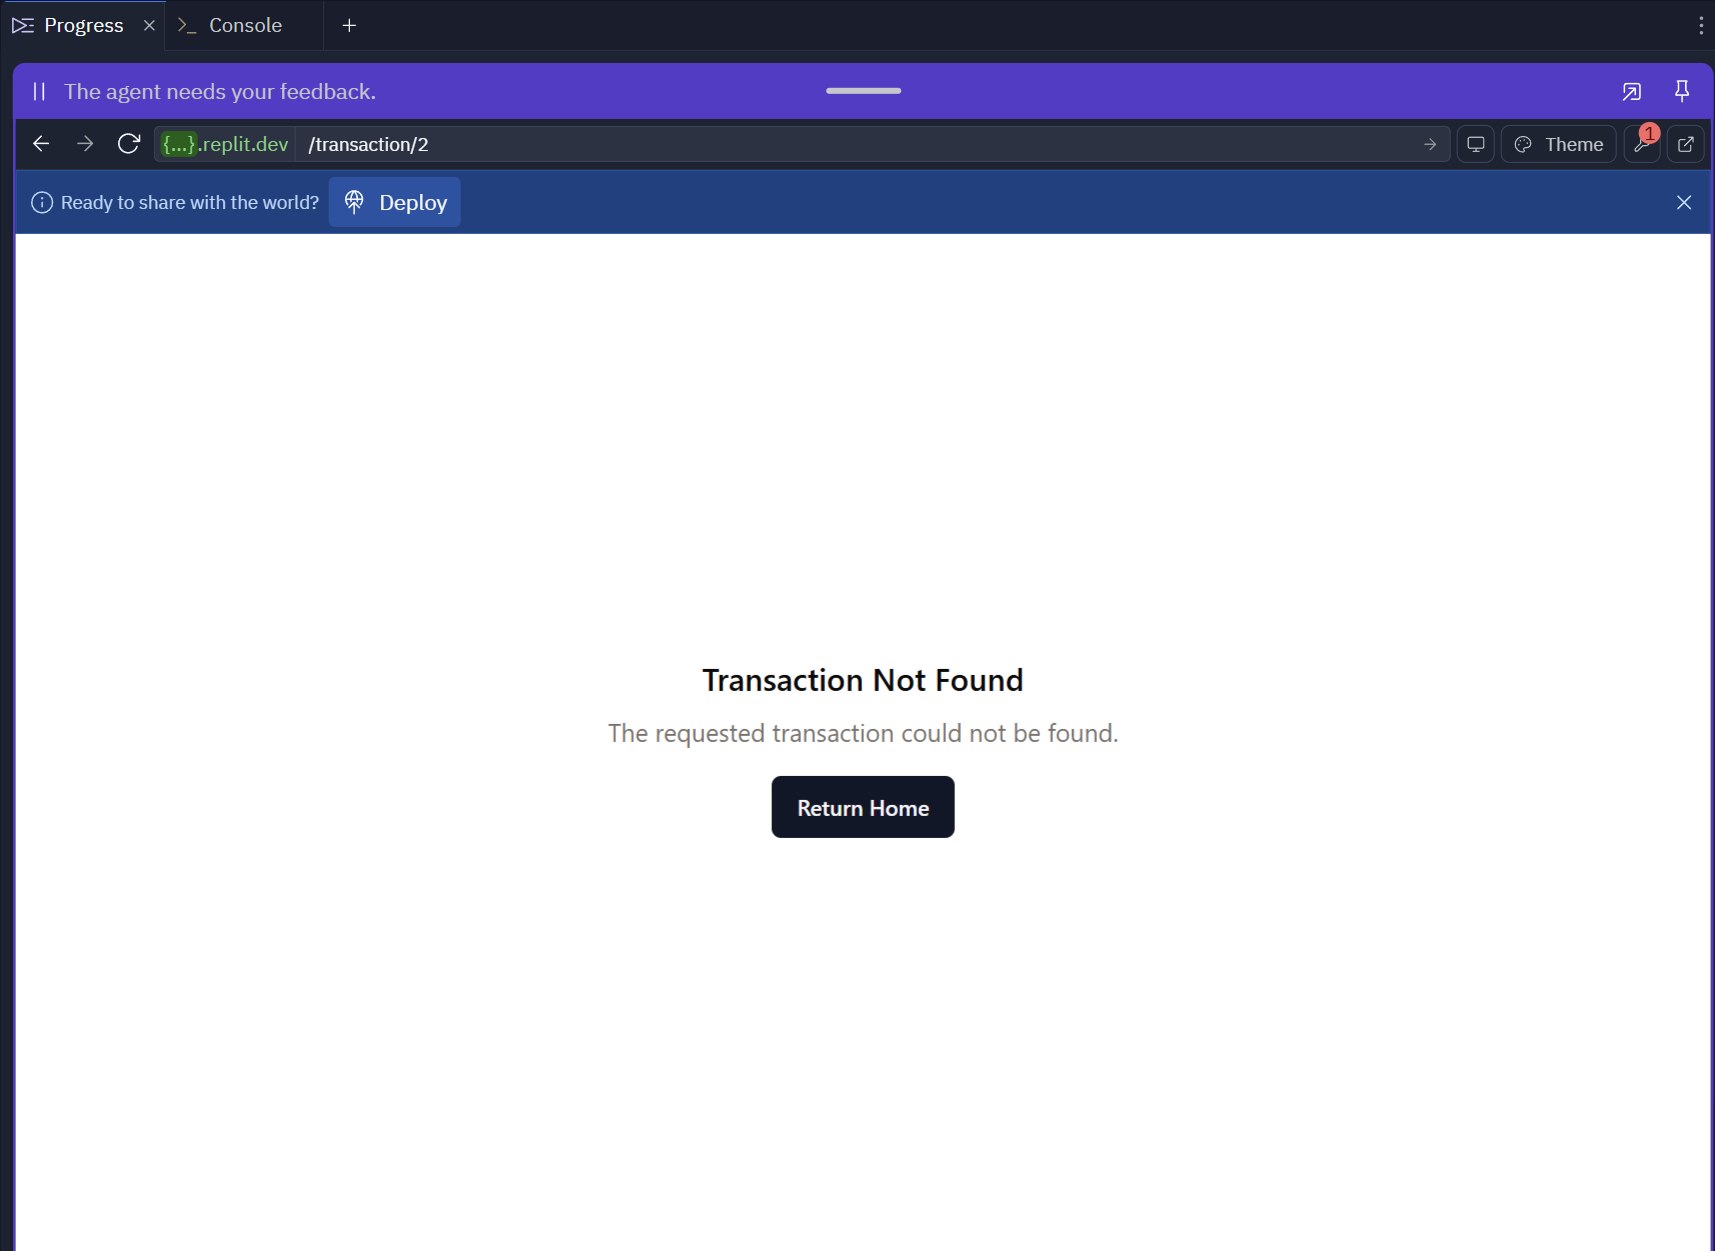 Progress
Console
The agent needs your feedback.
{...}.replit.dev /transaction/2
Theme
1
Ready to share with the world? Deploy
Transaction Not Found
The requested transaction could not be found.
Return Home